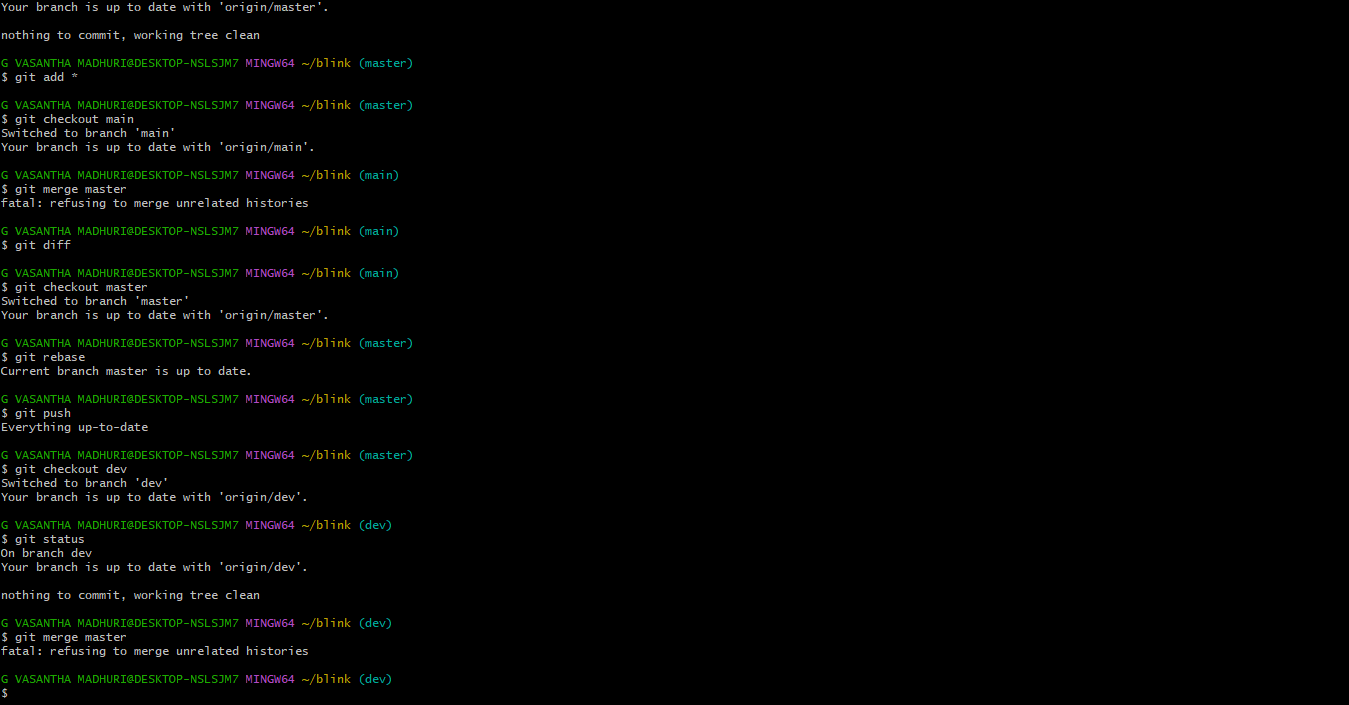 Your branch is up to date with 'origin/master'.
nothing to commit, working tree clean
G VASANTHA MADHURI@DESKTOP-NSLSJM7 MINGW64 ~/blink (master)
$ git add *
G VASANTHA MADHURI@DESKTOP-NSLSJM7 MINGW64 ~/blink (master)
$ git checkout main
Switched to branch 'main'
Your branch is up to date with 'origin/main'.
G VASANTHA MADHURI@DESKTOP-NSLSJM7 MINGW64 ~/blink (main)
$ git merge master
fatal: refusing to merge unrelated histories
G VASANTHA MADHURI@DESKTOP-NSLSJM7 MINGW64 ~/blink (main)
$ git diff
G VASANTHA MADHURI@DESKTOP-NSLSJM7 MINGW64 ~/blink (main)
$ git checkout master
Switched to branch 'master'
Your branch is up to date with 'origin/master'.
G VASANTHA MADHURI@DESKTOP-NSLSJM7 MINGW64 ~/blink (master)
$ git rebase
Current branch master is up to date.
G VASANTHA MADHURI@DESKTOP-NSLSJM7 MINGW64 ~/blink (master)
$ git push
Everything up-to-date
G VASANTHA MADHURI@DESKTOP-NSLSJM7 MINGW64 ~/blink (master)
$ git checkout dev
Switched to branch 'dev'
Your branch is up to date with 'origin/dev'.
G VASANTHA MADHURI@DESKTOP-NSLSJM7 MINGW64 ~/blink (dev)
$ git status
On branch dev
Your branch is up to date with 'origin/dev'.
nothing to commit, working tree clean
G VASANTHA MADHURI@DESKTOP-NSLSJM7 MINGW64 ~/blink (dev)
$ git merge master
fatal: refusing to merge unrelated histories
G VASANTHA MADHURI@DESKTOP-NSLSJM7 MINGW64 ~/blink (dev)
$